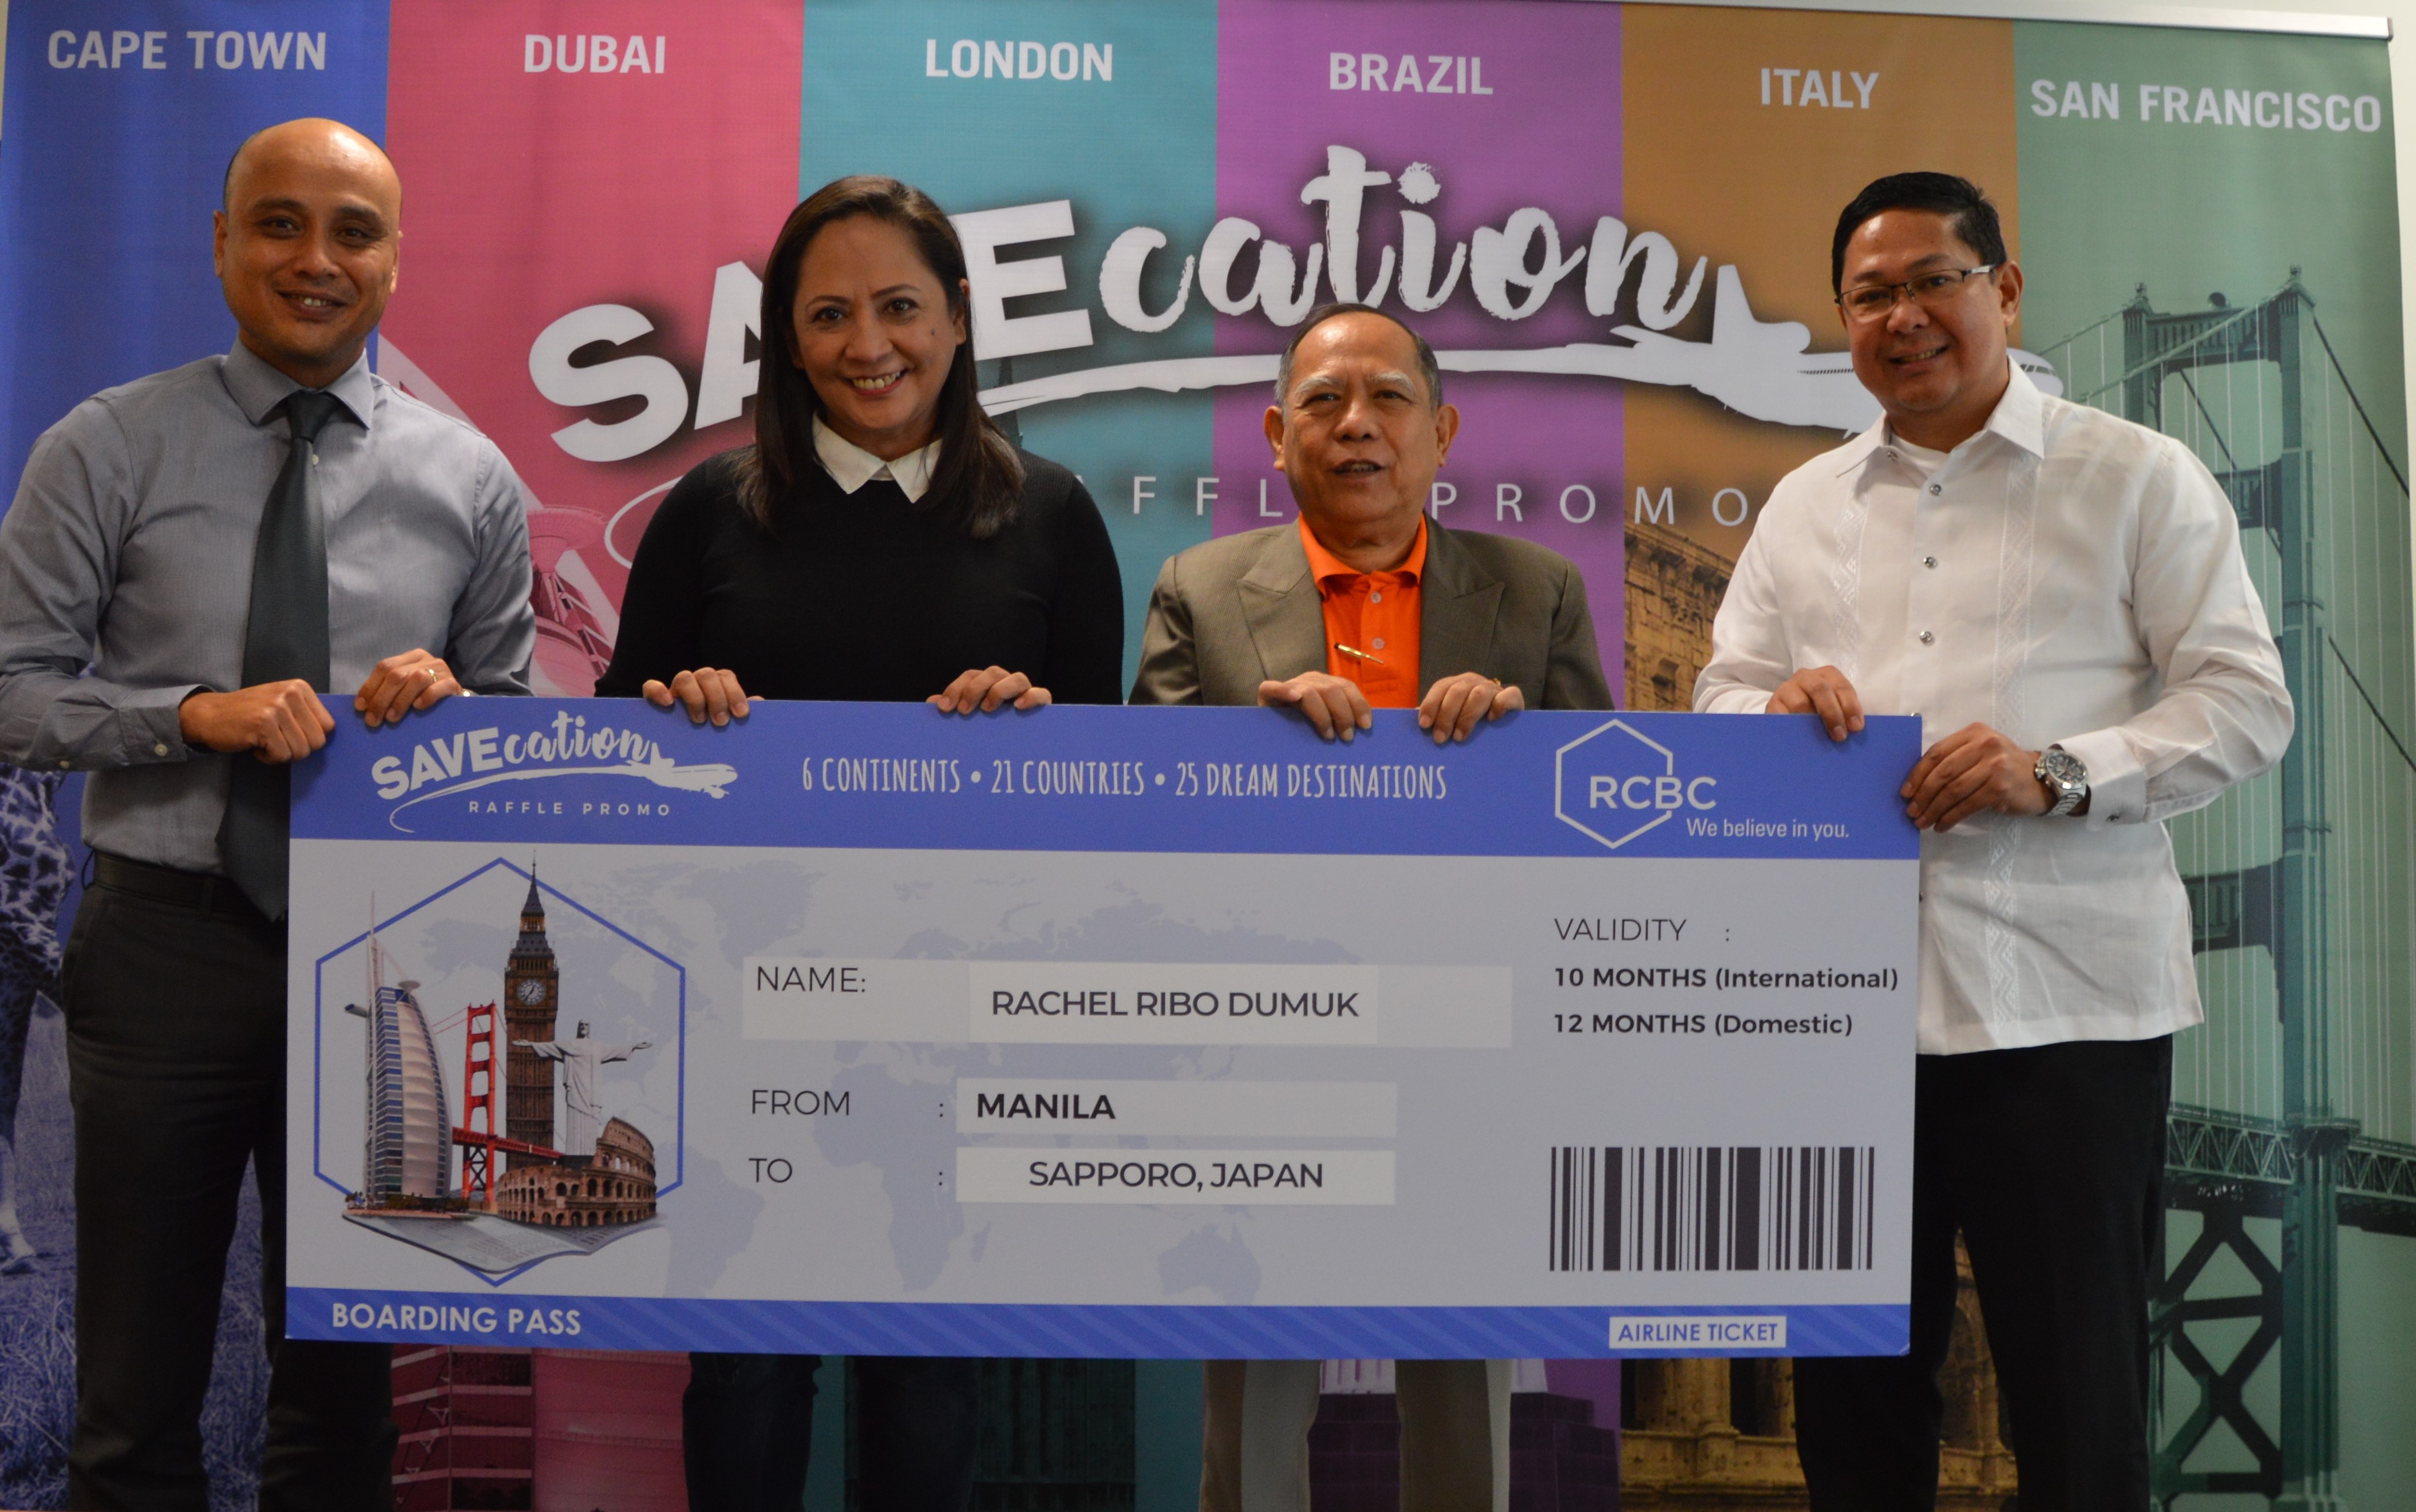 CAPE TOWN
DUBAI
LONDON
BRAZIL
ITALY
SAN FRANCISCO
SAVEcation
RAFFLE PROMO
SAVEcation
RAFFLE PROMO
6 CONTINENTS • 21 COUNTRIES • 25 DREAM DESTINATIONS
RCBC
We believe in you.
NAME: RACHEL RIBO DUMUK
FROM : MANILA
TO : SAPPORO, JAPAN
VALIDITY :
10 MONTHS (International)
12 MONTHS (Domestic)
BOARDING PASS
AIRLINE TICKET